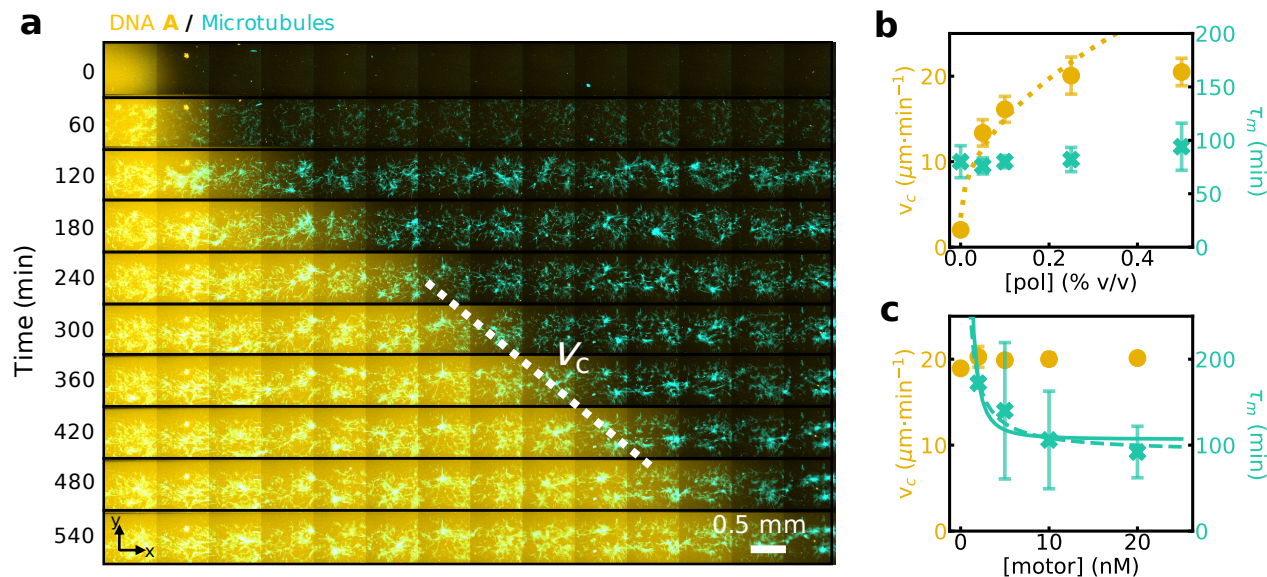 a
DNA A / Microtubules
Time (min)
0
60
120
180
240
300
360
420
480
540
v_c
y
x
0.5 mm
b
v_c (μm·min⁻¹)
0
10
20
τ_m (min)
0
50
100
150
200
0.0
0.2
0.4
[pol] (% v/v)
c
v_c (μm·min⁻¹)
0
10
20
τ_m (min)
0
100
200
0
10
20
[motor] (nM)